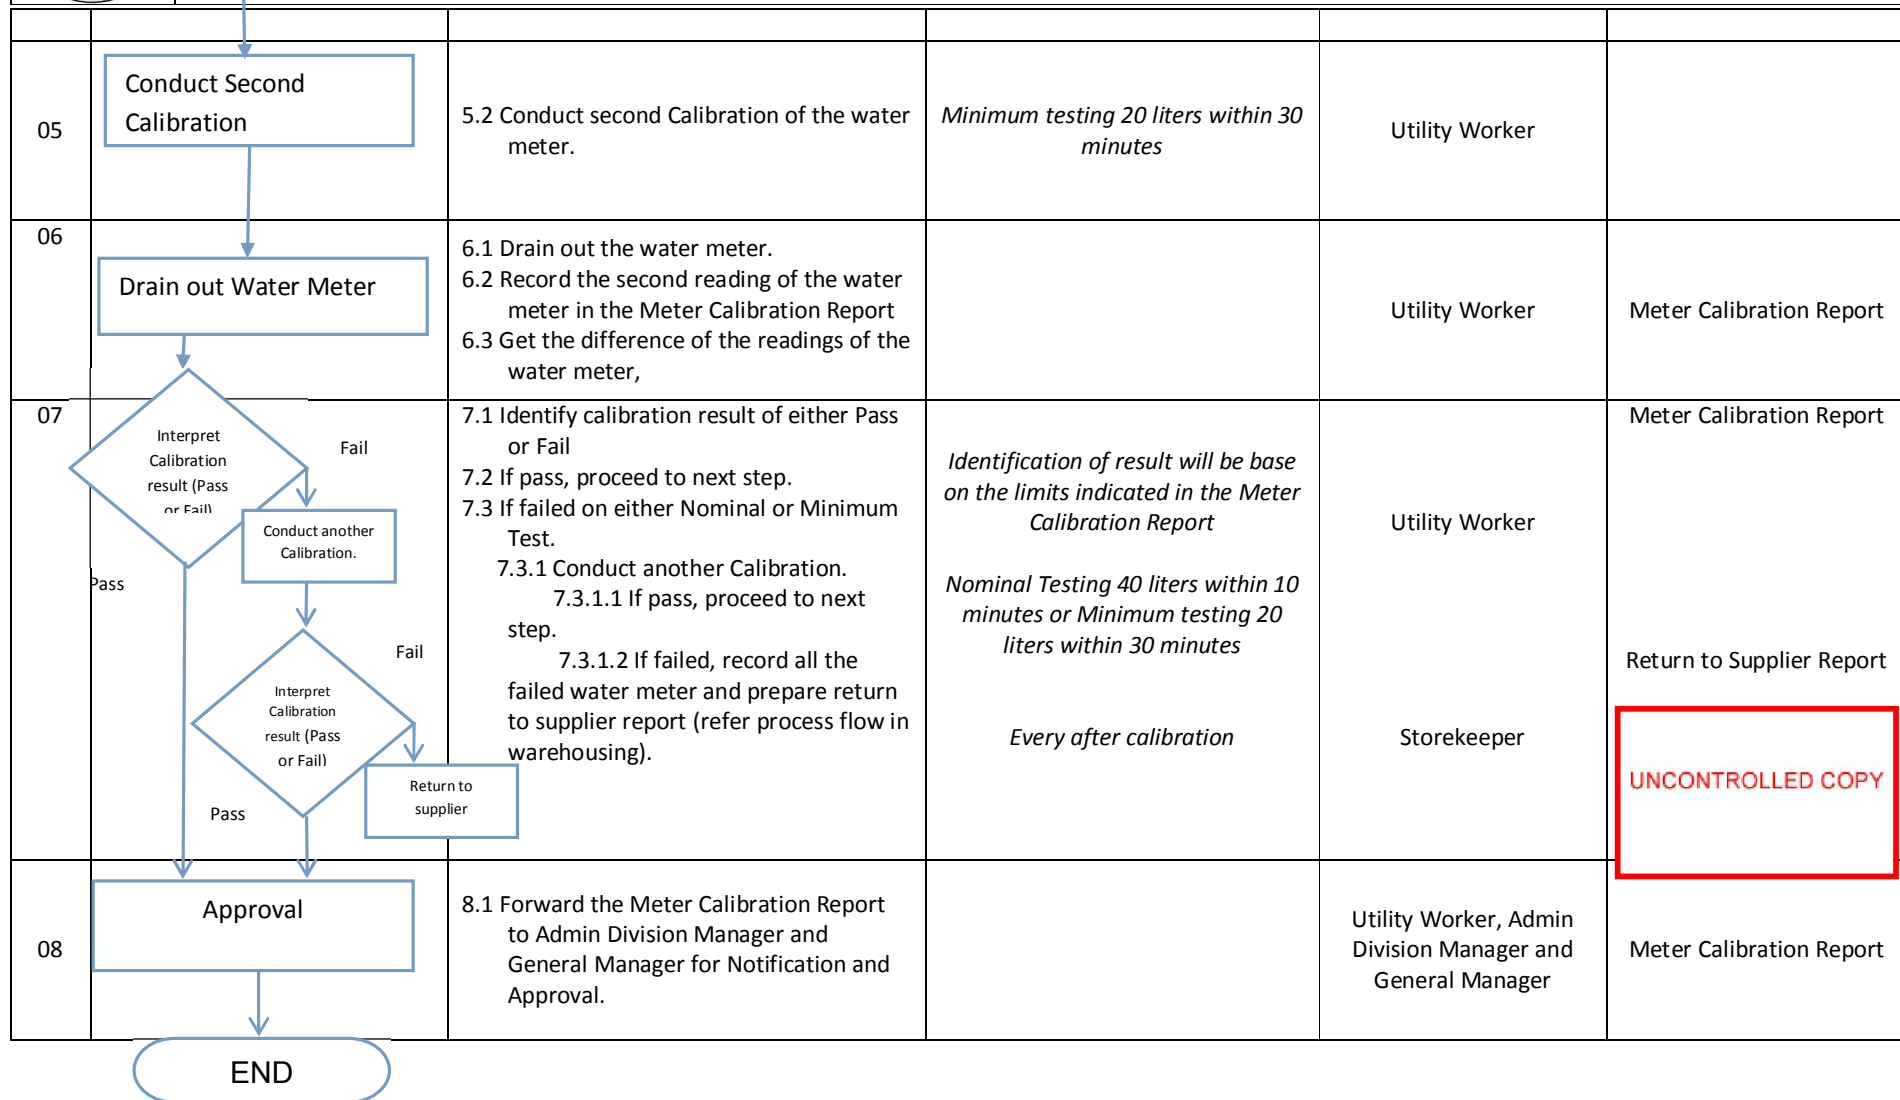 05
Conduct Second
Calibration
5.2 Conduct second Calibration of the water
meter.
Minimum testing 20 liters within 30
minutes
Utility Worker
06
Drain out Water Meter
6.1 Drain out the water meter.
6.2 Record the second reading of the water
meter in the Meter Calibration Report
6.3 Get the difference of the readings of the
water meter,
Utility Worker
Meter Calibration Report
07
Interpret
Calibration
result (Pass
or Fail)
Fail
Conduct another
Calibration.
Pass
Fail
Interpret
Calibration
result (Pass
or Fail)
Return to
supplier
Pass
7.1 Identify calibration result of either Pass
or Fail
7.2 If pass, proceed to next step.
7.3 If failed on either Nominal or Minimum
Test.
7.3.1 Conduct another Calibration.
7.3.1.1 If pass, proceed to next
step.
7.3.1.2 If failed, record all the
failed water meter and prepare return
to supplier report (refer process flow in
warehousing).
Identification of result will be base
on the limits indicated in the Meter
Calibration Report
Nominal Testing 40 liters within 10
minutes or Minimum testing 20
liters within 30 minutes
Every after calibration
Utility Worker
Storekeeper
Meter Calibration Report
Return to Supplier Report
UNCONTROLLED COPY
08
Approval
8.1 Forward the Meter Calibration Report
to Admin Division Manager and
General Manager for Notification and
Approval.
Utility Worker, Admin
Division Manager and
General Manager
Meter Calibration Report
END